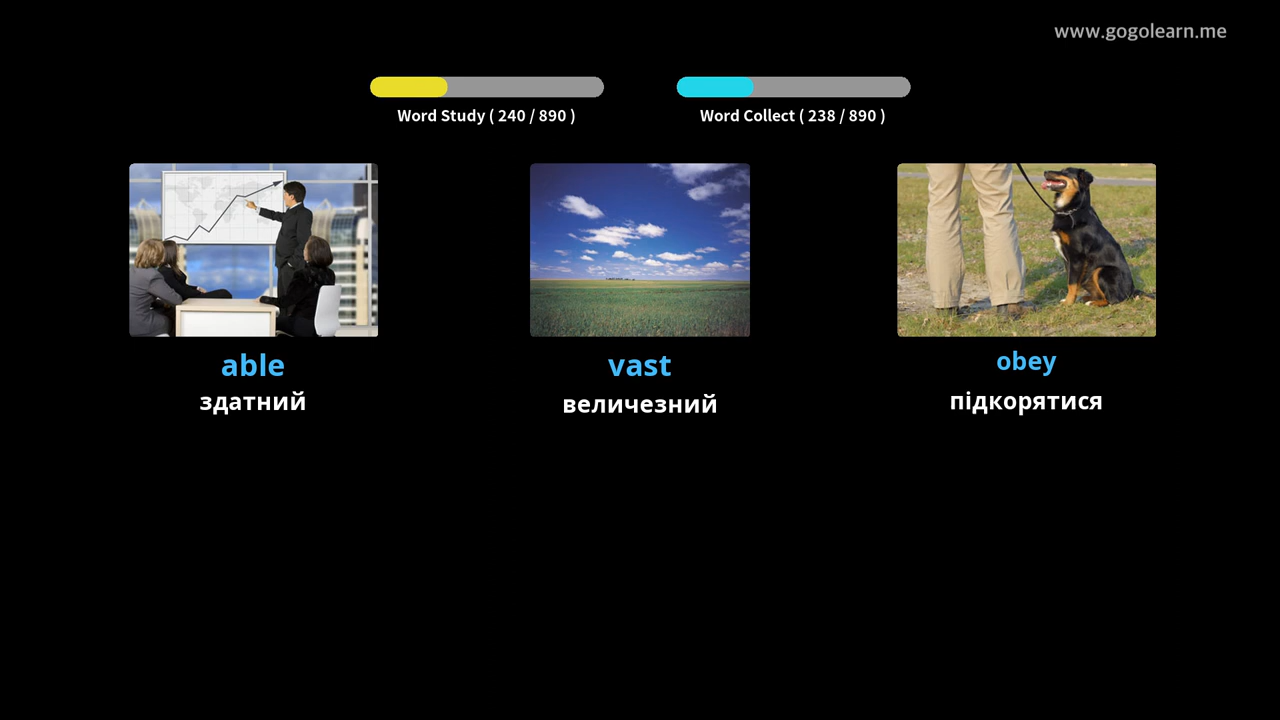 www.gogolearn.me
Word Study ( 240 / 890 )
Word Collect ( 238 / 890 )
able
здатний
vast
величезний
obey
підкорятися